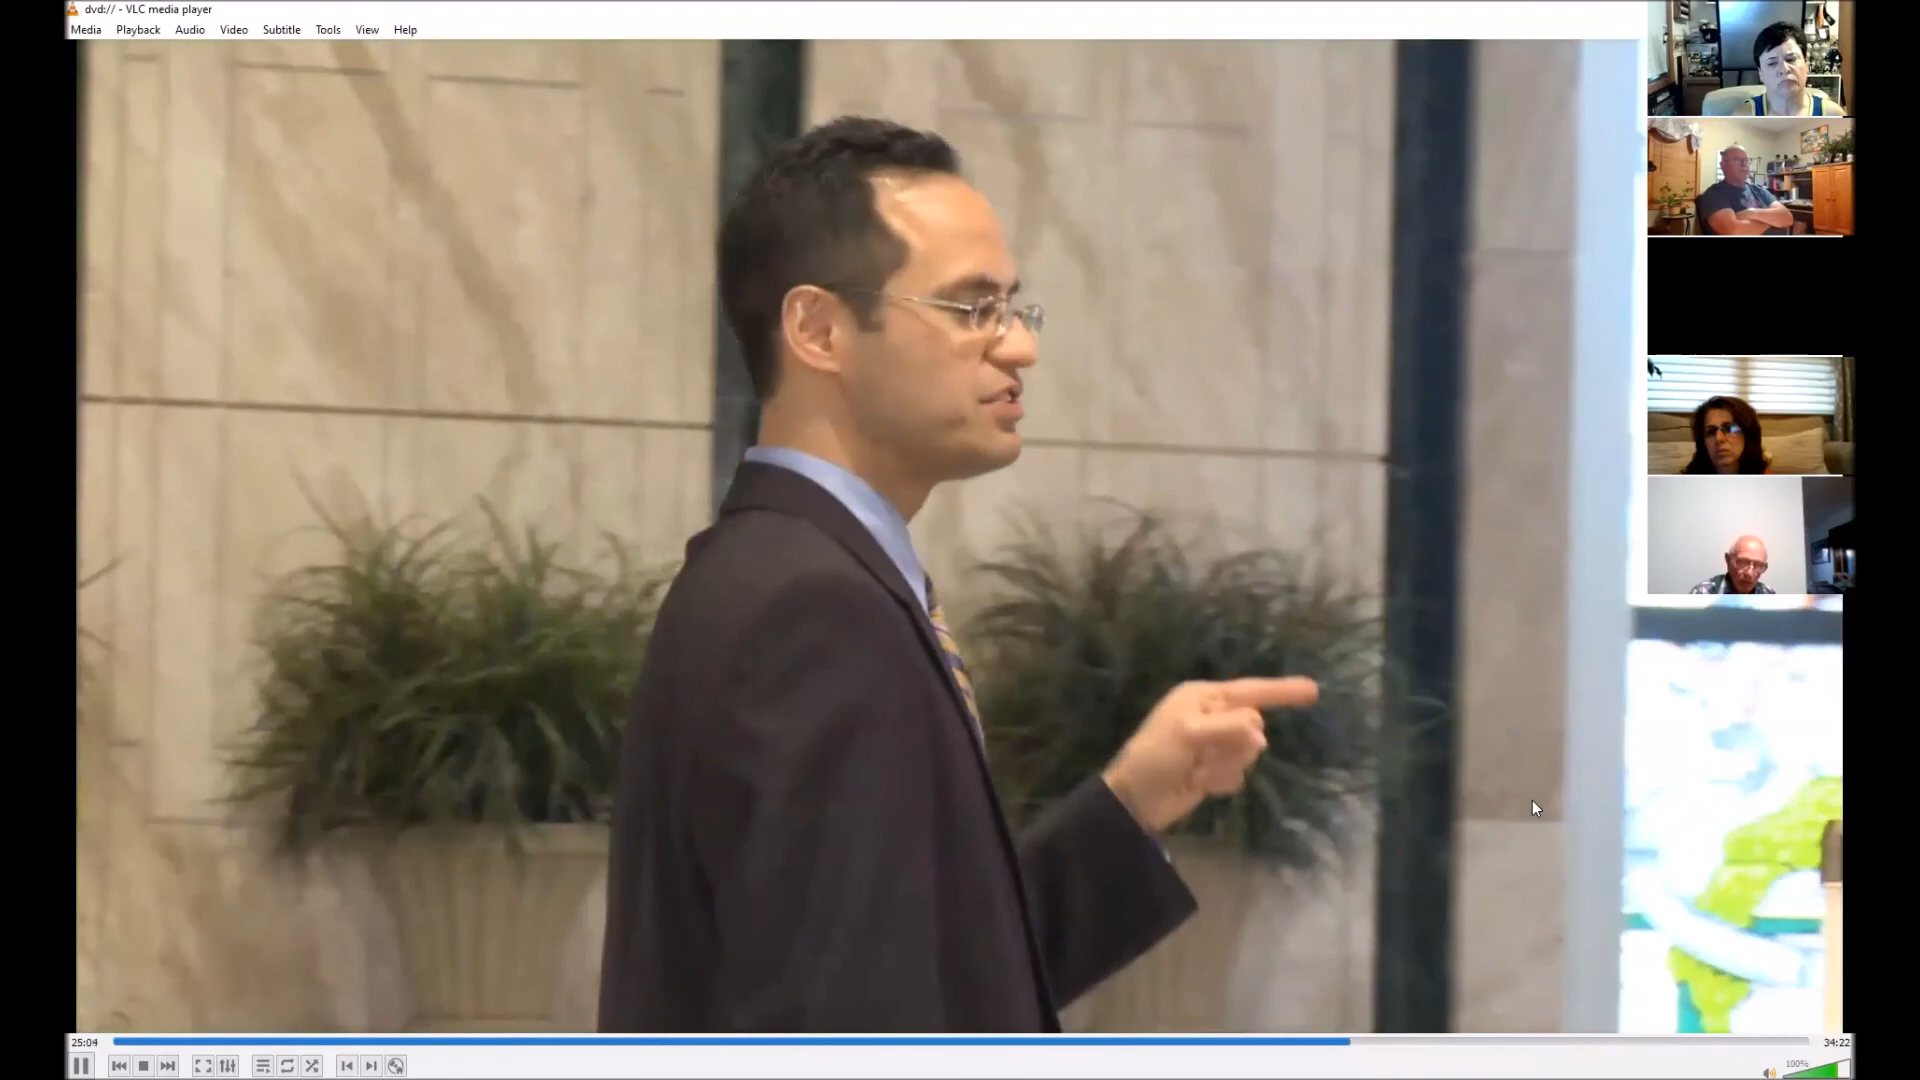 dvd:// - VLC media player
Media Playback Audio Video Subtitle Tools View Help
25:04
34:22
100%